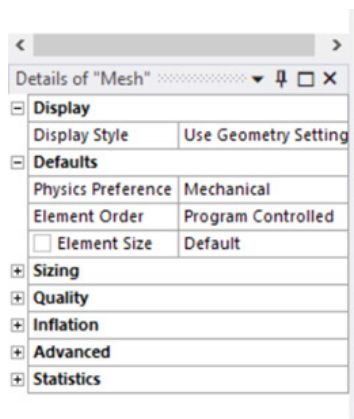 Details of "Mesh"
Display
Display Style Use Geometry Setting
Defaults
Physics Preference Mechanical
Element Order Program Controlled
Element Size Default
Sizing
Quality
Inflation
Advanced
Statistics